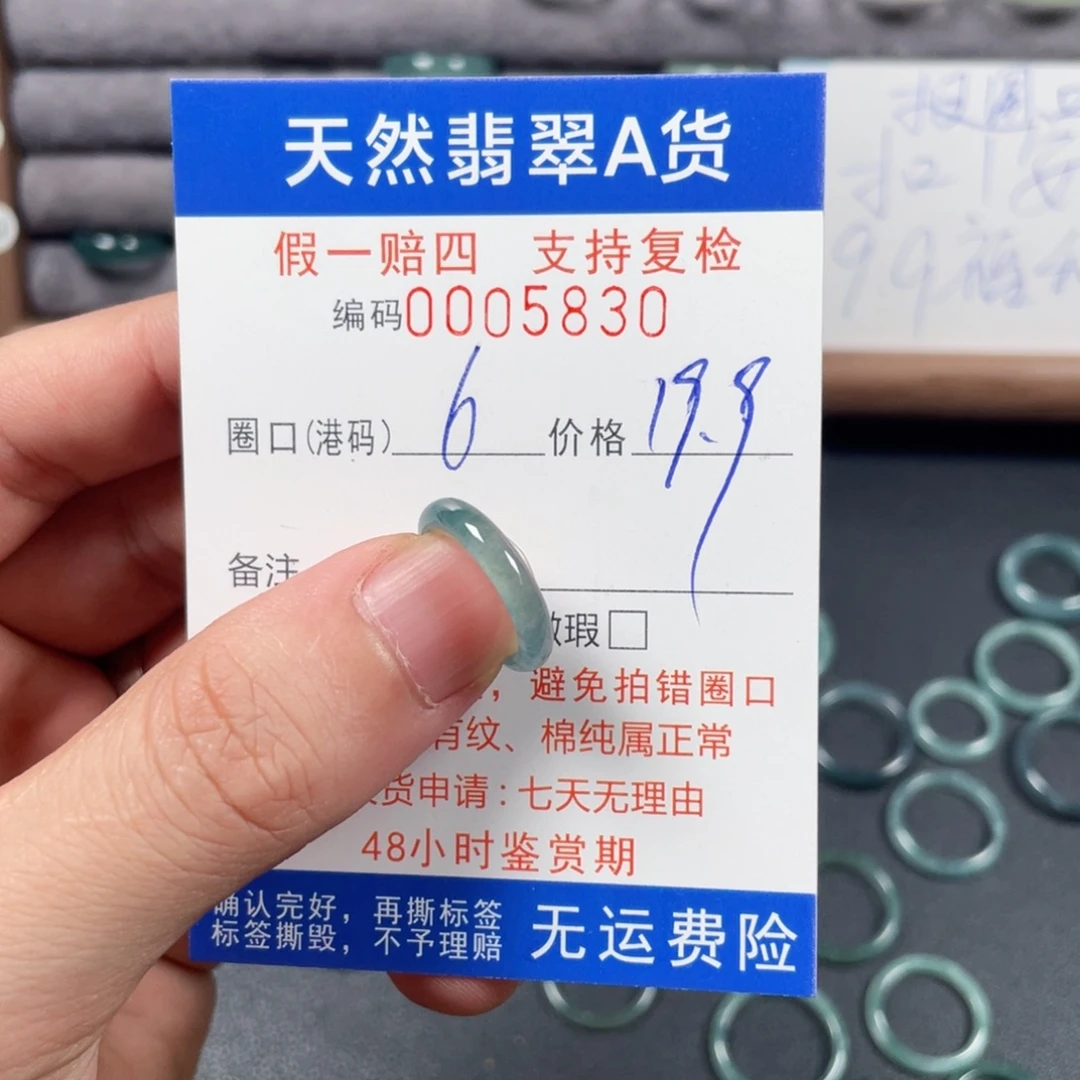 天然翡翠A货
假一赔四 支持复检
编码0005830
圈口(港码) 6 价格 19.9
备注
瑕□
，避免拍错圈口
有纹、棉纯属正常
货申请：七天无理由
48小时鉴赏期
确认完好，再撕标签
标签撕毁，不予理赔
无运费险